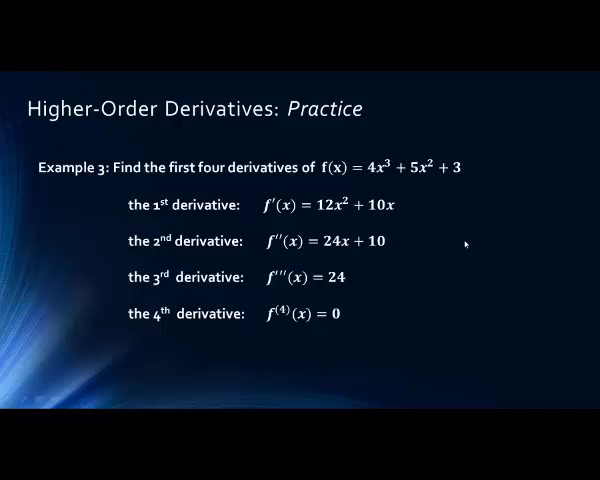 Higher-Order Derivatives: Practice
Example 3: Find the first four derivatives of f(x) = 4x³ + 5x² + 3
the 1ˢᵗ derivative: f′(x) = 12x² + 10x
the 2ⁿᵈ derivative: f′′(x) = 24x + 10
the 3ʳᵈ derivative: f′′′(x) = 24
the 4ᵗʰ derivative: f⁽⁴⁾(x) = 0